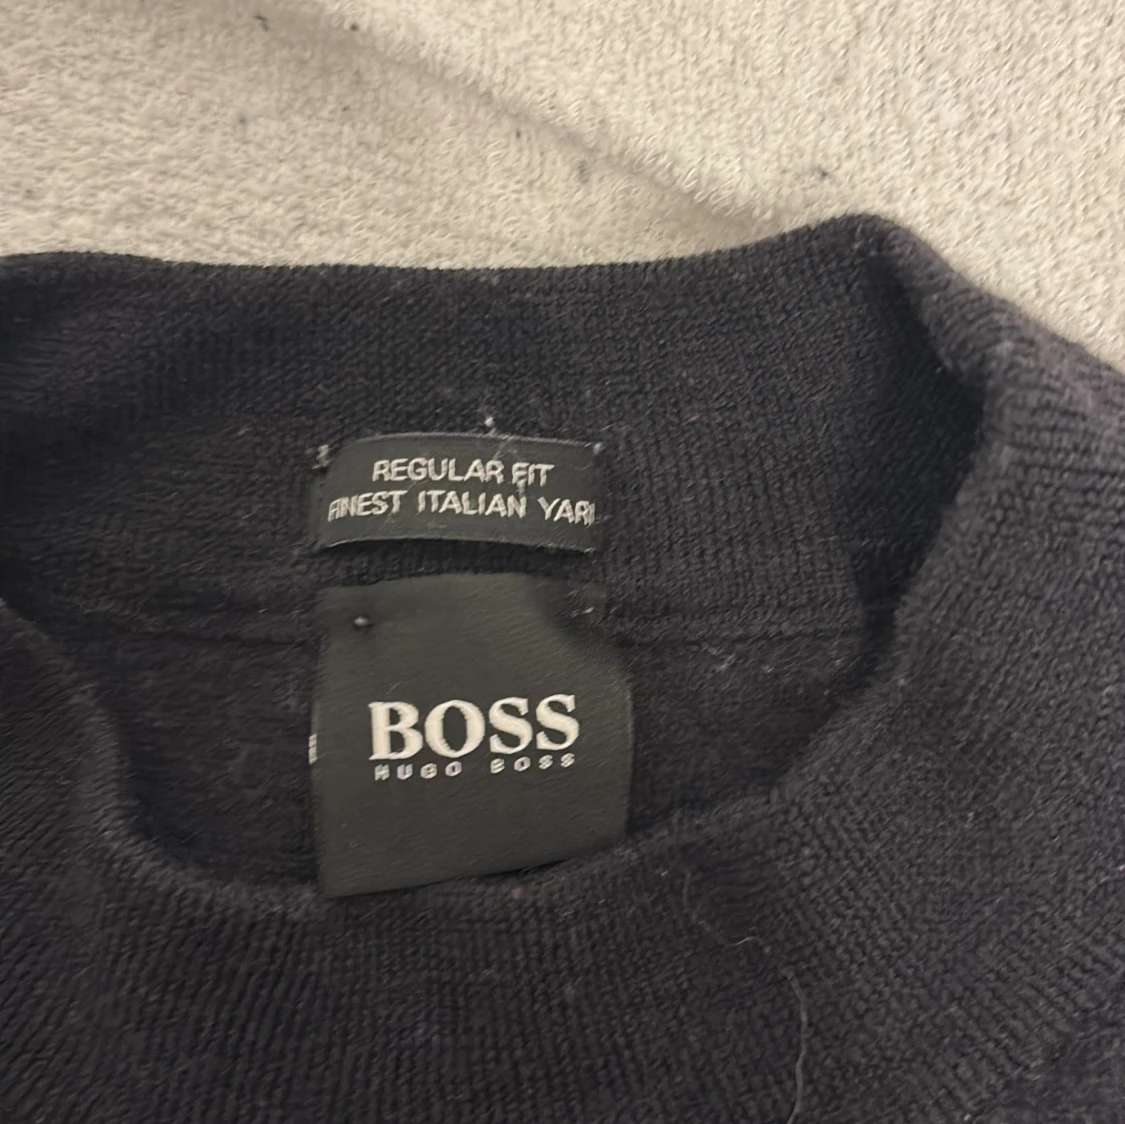 REGULAR FIT
FINEST ITALIAN YARN
BOSS
HUGO BOSS